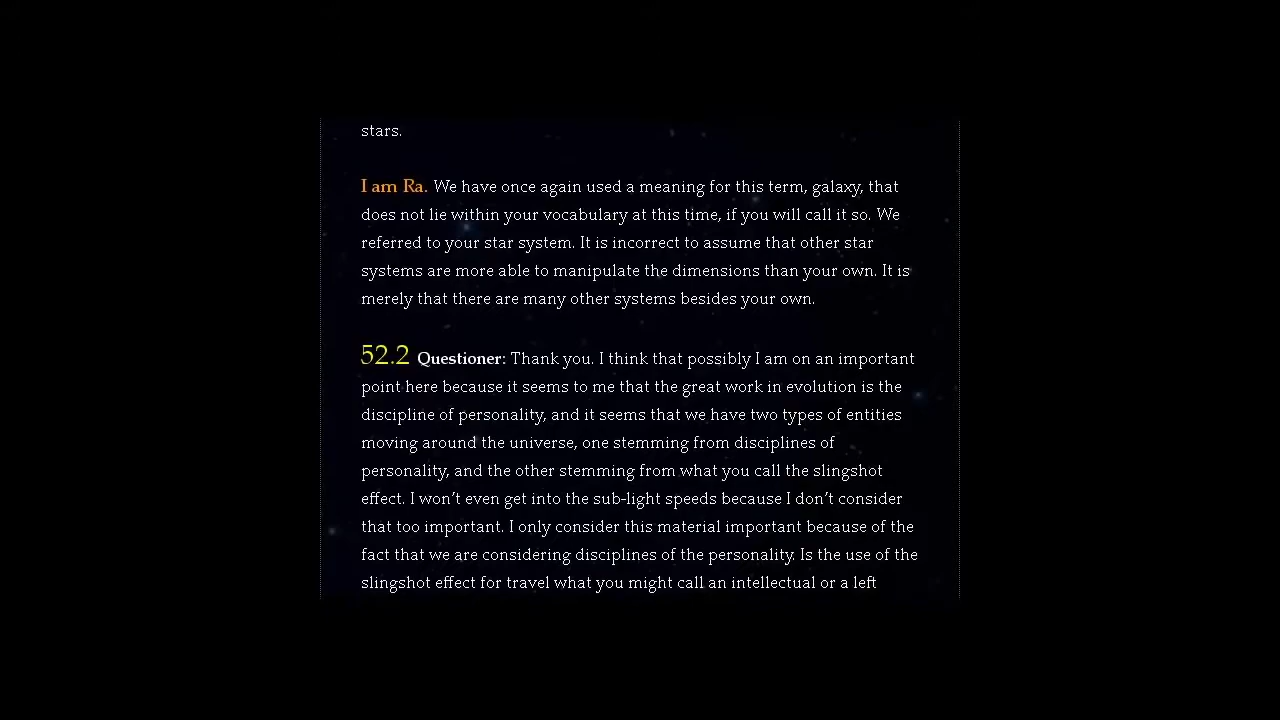 stars.
I am Ra. We have once again used a meaning for this term, galaxy, that
does not lie within your vocabulary at this time, if you will call it so. We
referred to your star system. It is incorrect to assume that other star
systems are more able to manipulate the dimensions than your own. It is
merely that there are many other systems besides your own.
52.2 Questioner: Thank you. I think that possibly I am on an important
point here because it seems to me that the great work in evolution is the
discipline of personality, and it seems that we have two types of entities
moving around the universe, one stemming from disciplines of
personality, and the other stemming from what you call the slingshot
effect. I won’t even get into the sub-light speeds because I don’t consider
that too important. I only consider this material important because of the
fact that we are considering disciplines of the personality. Is the use of the
slingshot effect for travel what you might call an intellectual or a left